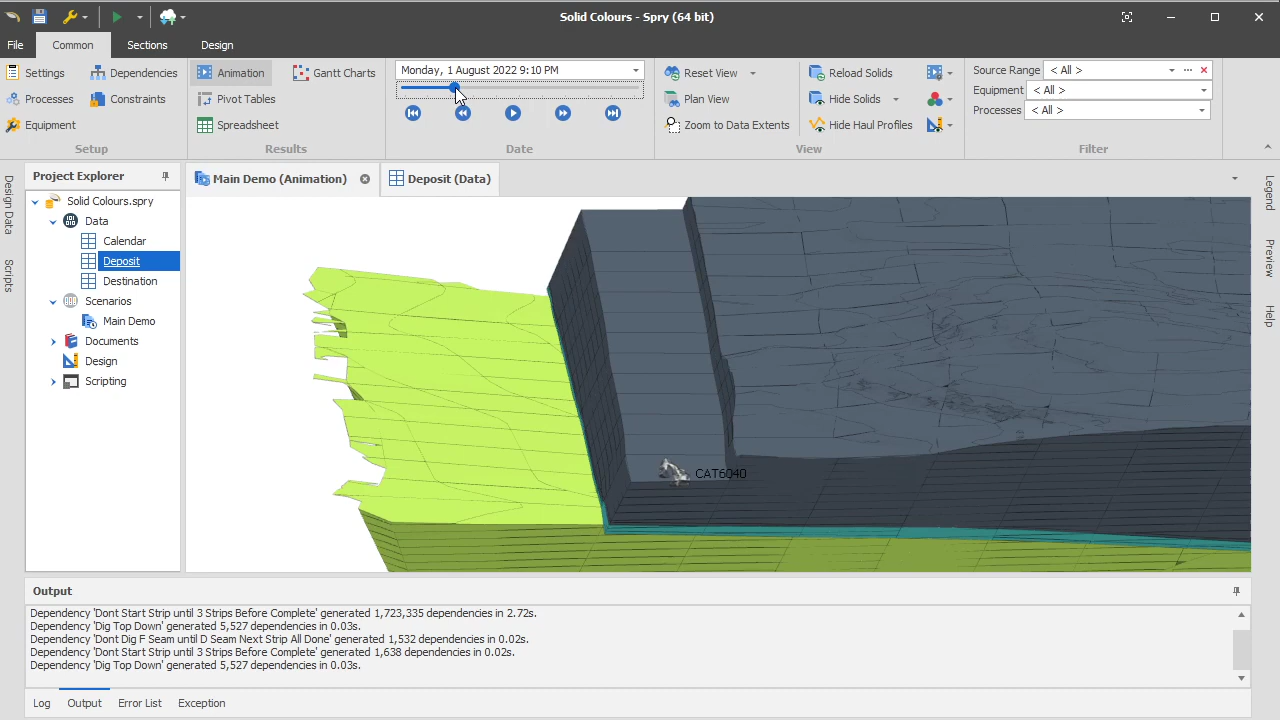 Solid Colours - Spry (64 bit)
File Common Sections Design
Settings Dependencies Animation Gantt Charts Monday, 1 August 2022 9:10 PM Reset View Reload Solids Source Range < All >
Processes Constraints Pivot Tables Plan View Hide Solids Equipment < All >
Equipment Spreadsheet Zoom to Data Extents Hide Haul Profiles Processes < All >
Setup Results Date View Filter
Project Explorer
Main Demo (Animation) Deposit (Data)
Design Data
Scripts
Solid Colours.spry
Data
Calendar
Deposit
Destination
Scenarios
Main Demo
Documents
Design
Scripting
CAT6040
Legend
Preview
Help
Output
Dependency 'Dont Start Strip until 3 Strips Before Complete' generated 1,723,335 dependencies in 2.72s.
Dependency 'Dig Top Down' generated 5,527 dependencies in 0.03s.
Dependency 'Dont Dig F Seam until D Seam Next Strip All Done' generated 1,532 dependencies in 0.02s.
Dependency 'Dont Start Strip until 3 Strips Before Complete' generated 1,638 dependencies in 0.02s.
Dependency 'Dig Top Down' generated 5,527 dependencies in 0.03s.
Log Output Error List Exception